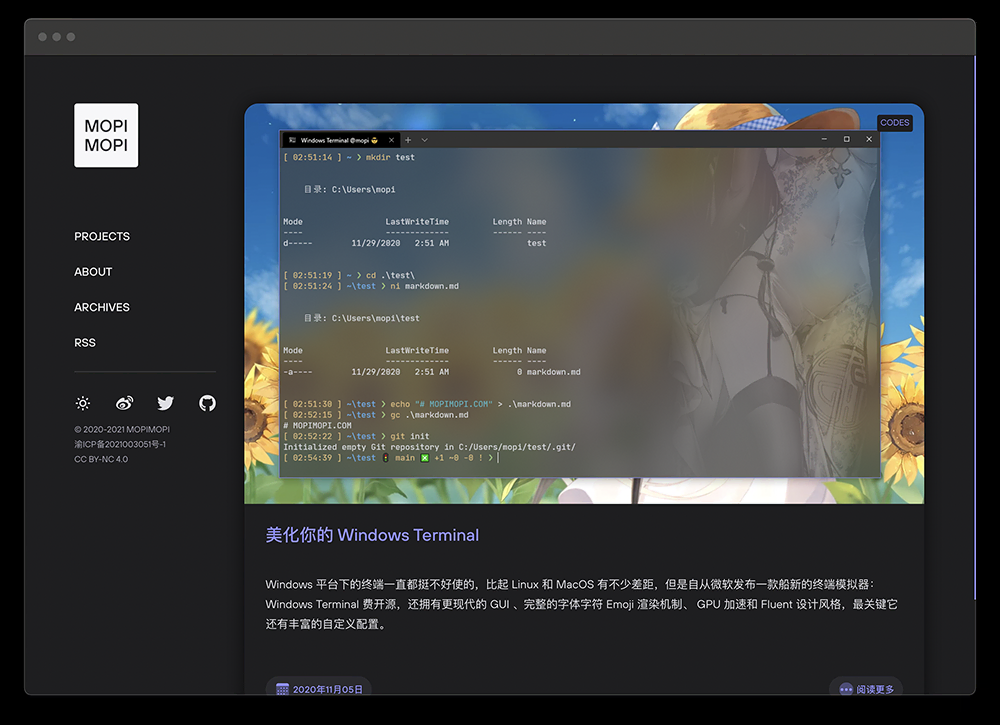 MOPI
MOPI
PROJECTS
ABOUT
ARCHIVES
RSS
© 2020-2021 MOPIMOPI
渝ICP备2021003051号-1
CC BY-NC 4.0
CODES
Windows Terminal @mopi 😎
[ 02:51:14 ] ~ ❯ mkdir test
目录: C:\Users\mopi
Mode LastWriteTime Length Name
---- ------------- ------ ----
d----- 11/29/2020 2:51 AM test
[ 02:51:19 ] ~ ❯ cd .\test\
[ 02:51:24 ] ~\test ❯ ni markdown.md
目录: C:\Users\mopi\test
Mode LastWriteTime Length Name
---- ------------- ------ ----
-a---- 11/29/2020 2:51 AM 0 markdown.md
[ 02:51:30 ] ~\test ❯ echo "# MOPIMOPI.COM" > .\markdown.md
[ 02:52:15 ] ~\test ❯ gc .\markdown.md
# MOPIMOPI.COM
[ 02:52:22 ] ~\test ❯ git init
Initialized empty Git repository in C:/Users/mopi/test/.git/
[ 02:54:39 ] ~\test main ❎ +1 ~0 -0 ! ❯
美化你的 Windows Terminal
Windows 平台下的终端一直都挺不好使的，比起 Linux 和 MacOS 有不少差距，但是自从微软发布一款船新的终端模拟器：
Windows Terminal 费开源，还拥有更现代的 GUI 、完整的字体字符 Emoji 渲染机制、 GPU 加速和 Fluent 设计风格，最关键它
还有丰富的自定义配置。
2020年11月05日
阅读更多